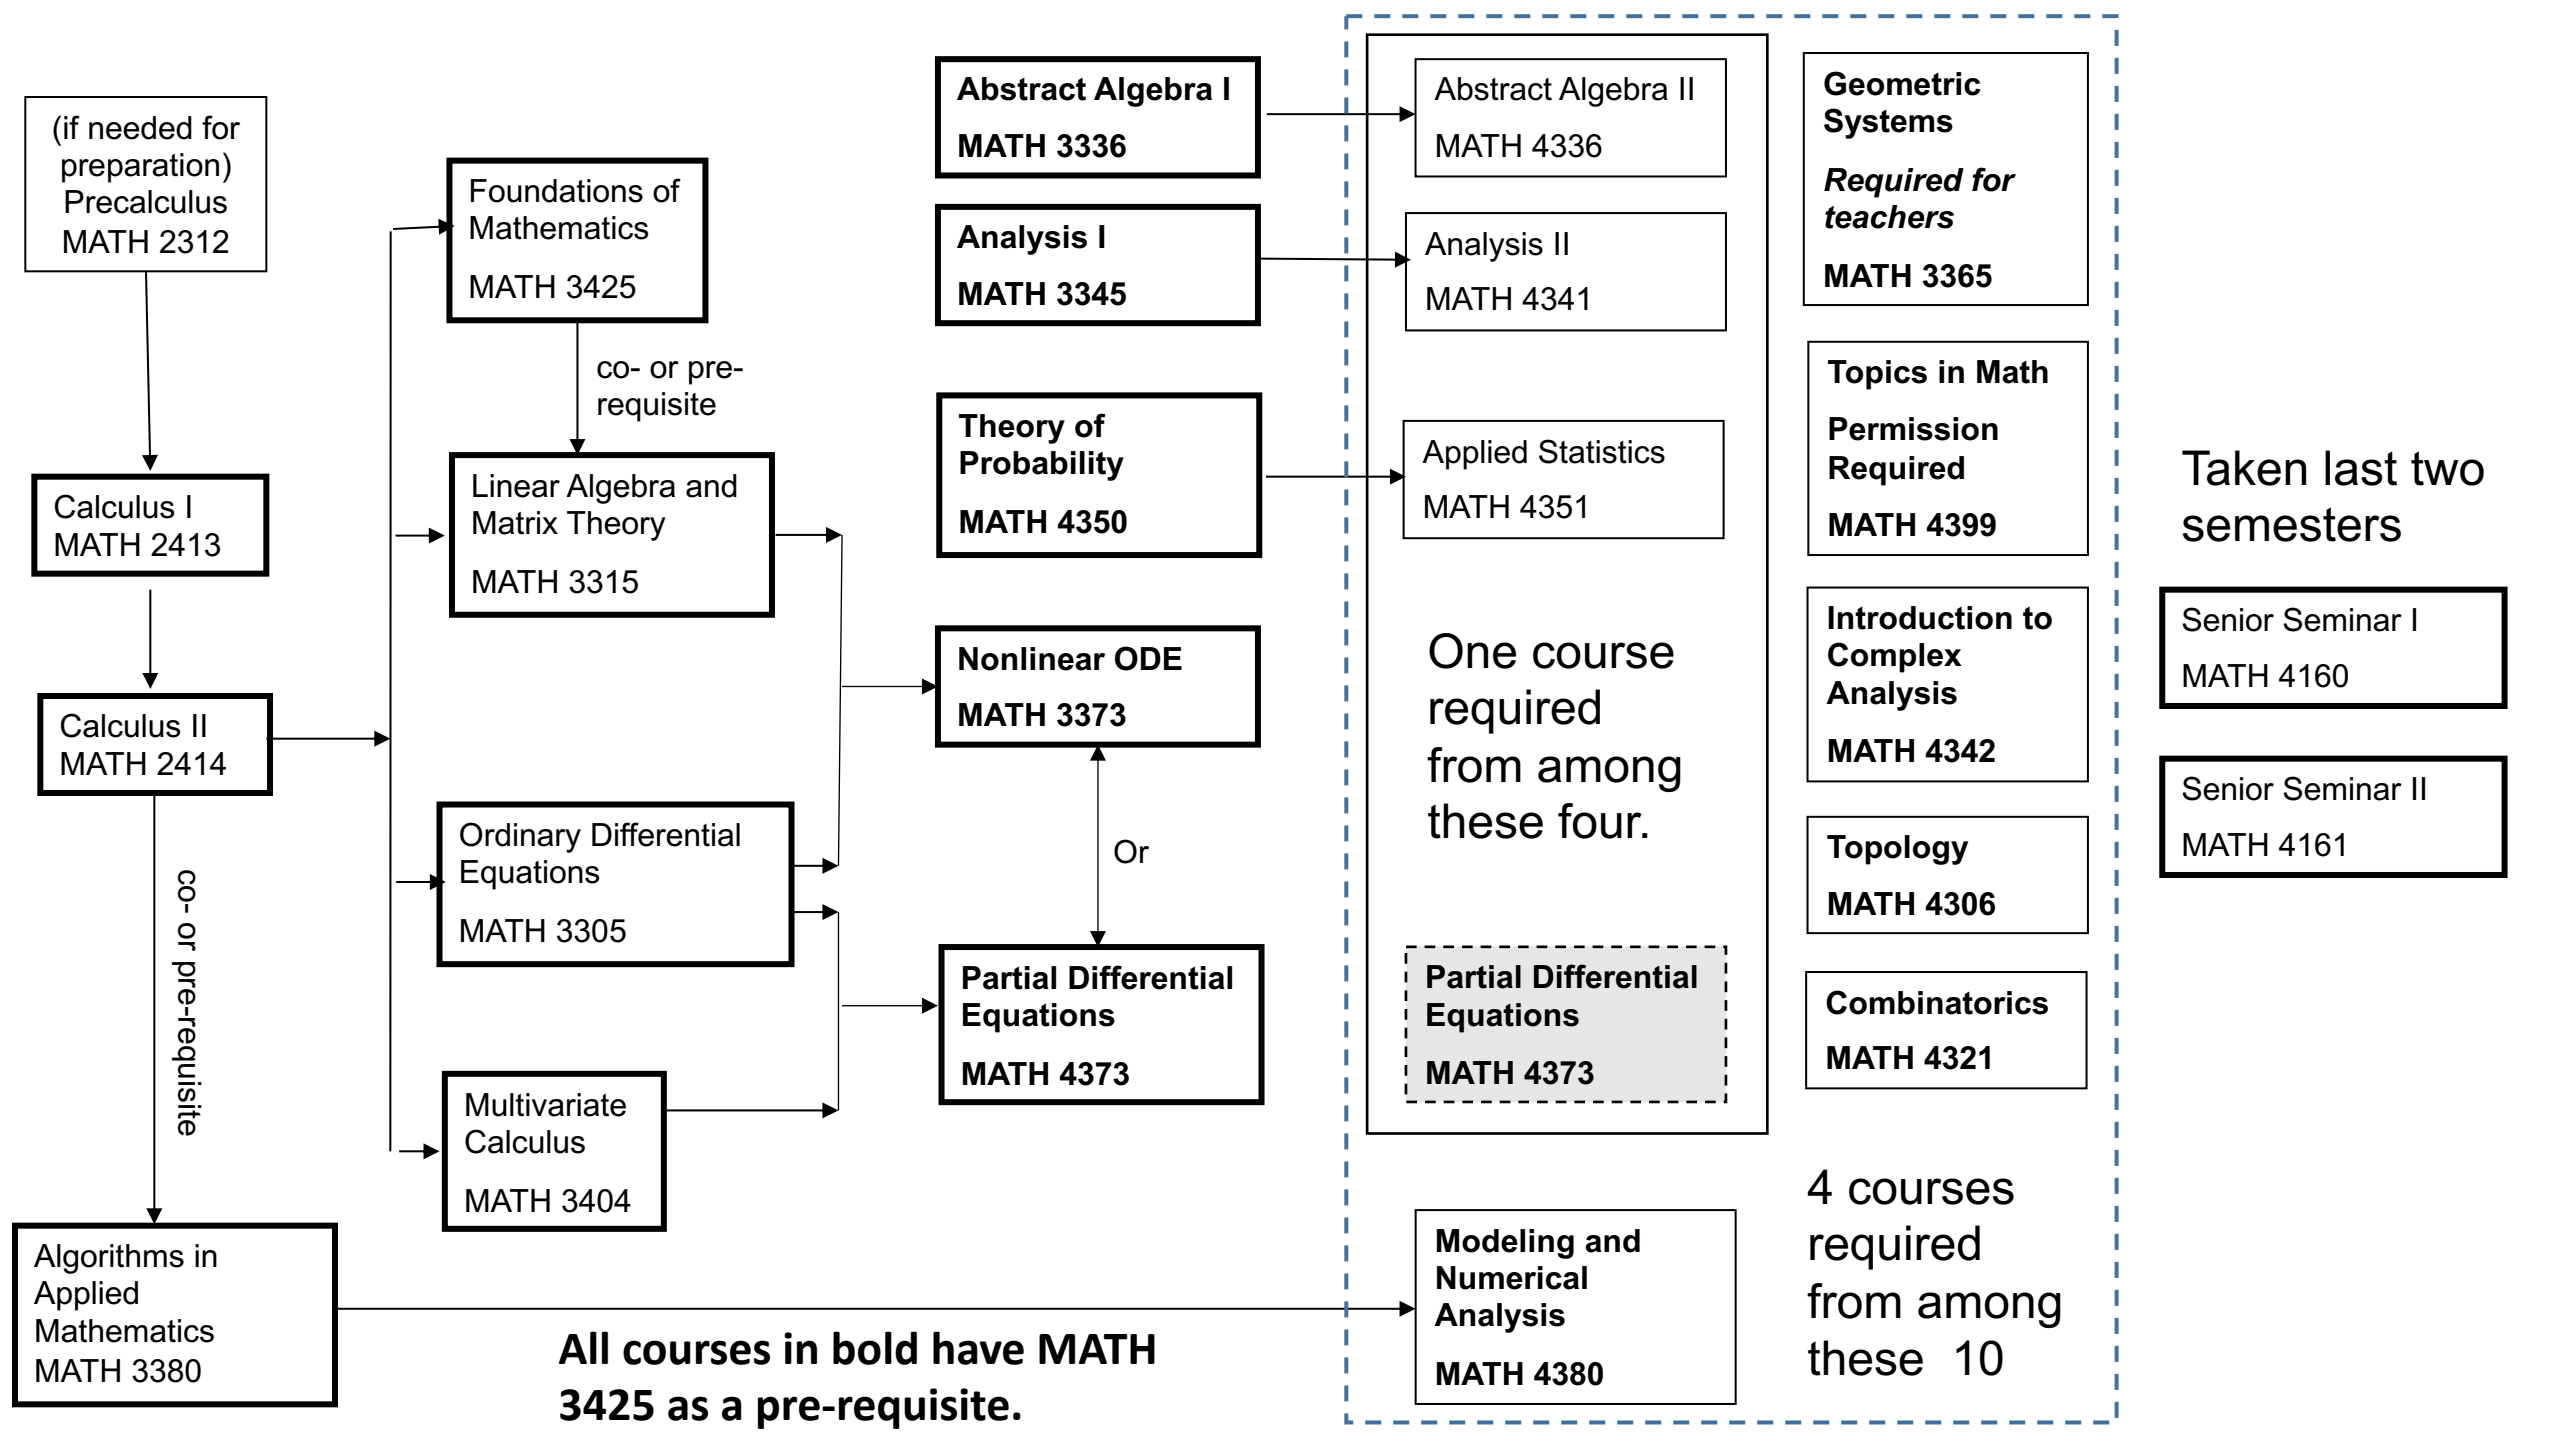 (if needed for
preparation)
Precalculus
MATH 2312
Calculus I
MATH 2413
Calculus II
MATH 2414
co- or pre-requisite
Algorithms in
Applied
Mathematics
MATH 3380
Foundations of
Mathematics
MATH 3425
co- or pre-
requisite
Linear Algebra and
Matrix Theory
MATH 3315
Ordinary Differential
Equations
MATH 3305
Multivariate
Calculus
MATH 3404
All courses in bold have MATH
3425 as a pre-requisite.
Abstract Algebra I
MATH 3336
Analysis I
MATH 3345
Theory of
Probability
MATH 4350
Nonlinear ODE
MATH 3373
Or
Partial Differential
Equations
MATH 4373
Abstract Algebra II
MATH 4336
Analysis II
MATH 4341
Applied Statistics
MATH 4351
One course
required
from among
these four.
Partial Differential
Equations
MATH 4373
Modeling and
Numerical
Analysis
MATH 4380
Geometric
Systems
Required for
teachers
MATH 3365
Topics in Math
Permission
Required
MATH 4399
Introduction to
Complex
Analysis
MATH 4342
Topology
MATH 4306
Combinatorics
MATH 4321
4 courses
required
from among
these 10
Taken last two
semesters
Senior Seminar I
MATH 4160
Senior Seminar II
MATH 4161